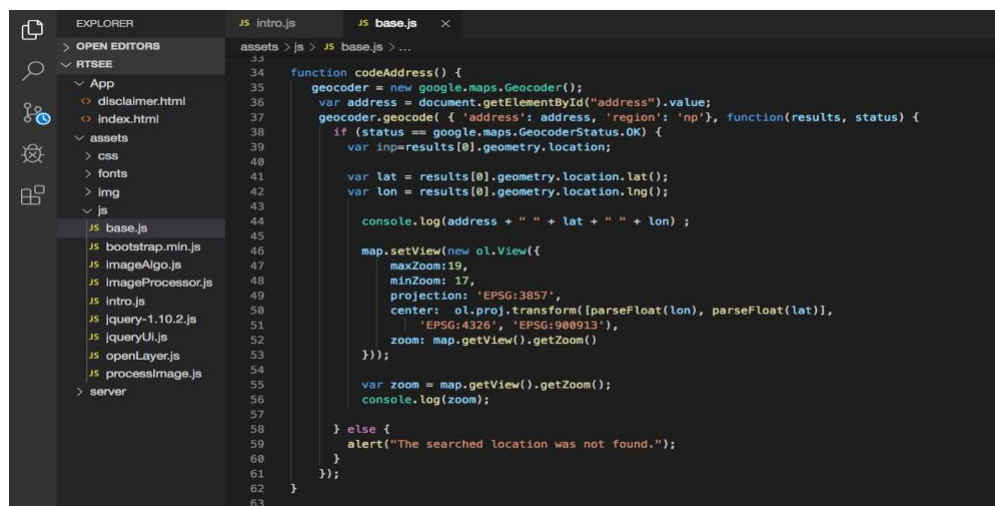 EXPLORER
JS intro.js
JS base.js ×
> OPEN EDITORS
assets > js > JS base.js > ...
RTSEE
App
<> disclaimer.html
<> index.html
assets
> css
> fonts
> img
js
JS base.js
JS bootstrap.min.js
JS imageAlgo.js
JS imageProcessor.js
JS intro.js
JS jquery-1.10.2.js
JS jqueryUi.js
JS openLayer.js
JS processImage.js
> server
33
34 function codeAddress() {
35 geocoder = new google.maps.Geocoder();
36 var address = document.getElementById("address").value;
37 geocoder.geocode( { 'address': address, 'region': 'np'}, function(results, status) {
38 if (status == google.maps.GeocoderStatus.OK) {
39 var inp=results[0].geometry.location;
40
41 var lat = results[0].geometry.location.lat();
42 var lon = results[0].geometry.location.lng();
43
44 console.log(address + " " + lat + " " + lon) ;
45
46 map.setView(new ol.View({
47 maxZoom:19,
48 minZoom: 17,
49 projection: 'EPSG:3857',
50 center: ol.proj.transform([parseFloat(lon), parseFloat(lat)],
51 'EPSG:4326', 'EPSG:900913'),
52 zoom: map.getView().getZoom()
53 }));
54
55 var zoom = map.getView().getZoom();
56 console.log(zoom);
57
58 } else {
59 alert("The searched location was not found.");
60 }
61 });
62 }
63